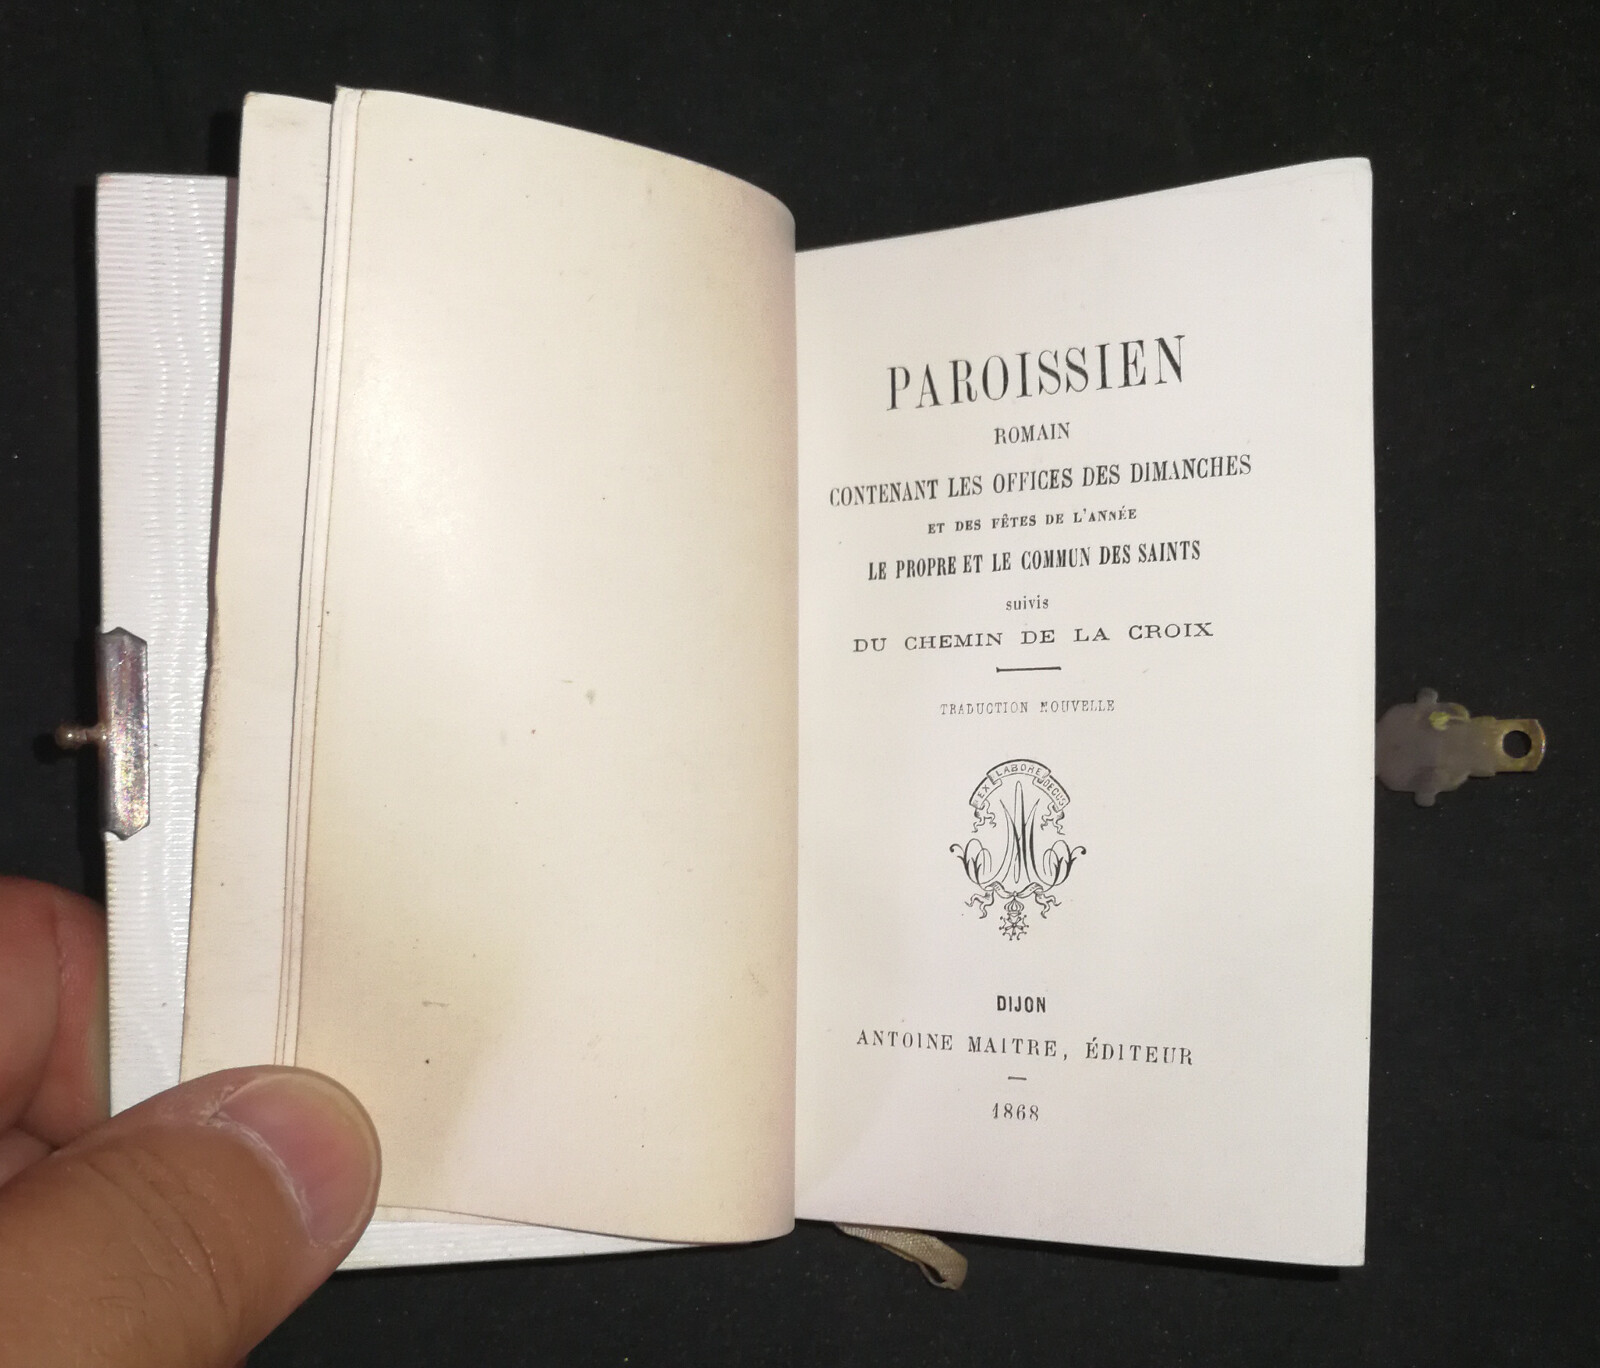 PAROISSIEN
ROMAIN
CONTENANT LES OFFICES DES DIMANCHES
ET DES FÊTES DE L'ANNÉE
LE PROPRE ET LE COMMUN DES SAINTS
suivis
DU CHEMIN DE LA CROIX
TRADUCTION NOUVELLE
EX LABORE DECUS
DIJON
ANTOINE MAITRE, ÉDITEUR
1868